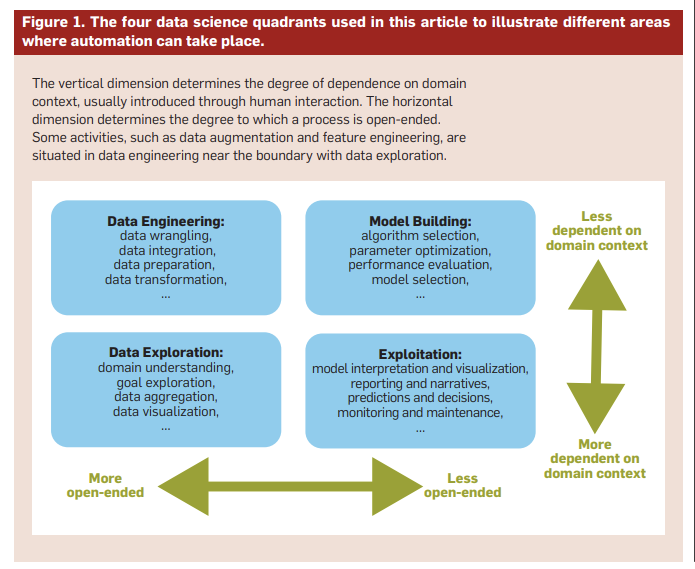 Figure 1. The four data science quadrants used in this article to illustrate different areas
where automation can take place.
The vertical dimension determines the degree of dependence on domain
context, usually introduced through human interaction. The horizontal
dimension determines the degree to which a process is open-ended.
Some activities, such as data augmentation and feature engineering, are
situated in data engineering near the boundary with data exploration.
Data Engineering:
data wrangling,
data integration,
data preparation,
data transformation,
...
Model Building:
algorithm selection,
parameter optimization,
performance evaluation,
model selection,
...
Less
dependent on
domain context
Data Exploration:
domain understanding,
goal exploration,
data aggregation,
data visualization,
...
Exploitation:
model interpretation and visualization,
reporting and narratives,
predictions and decisions,
monitoring and maintenance,
...
More
dependent on
domain context
More
open-ended
Less
open-ended